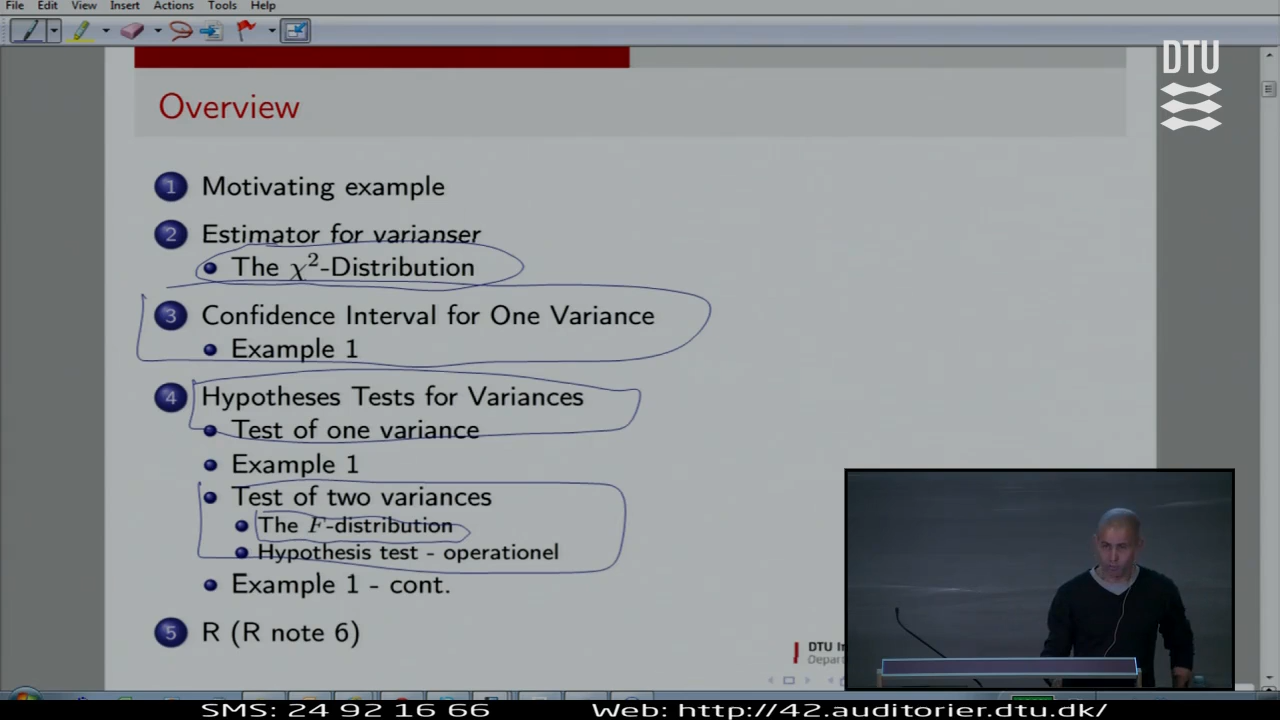 File Edit View Insert Actions Tools Help
DTU
Overview
1 Motivating example
2 Estimator for varianser
The χ²-Distribution
3 Confidence Interval for One Variance
Example 1
4 Hypotheses Tests for Variances
Test of one variance
Example 1
Test of two variances
The F-distribution
Hypothesis test - operationel
Example 1 - cont.
5 R (R note 6)
DTU
SMS: 24 92 16 66 Web: http://42.auditorier.dtu.dk/